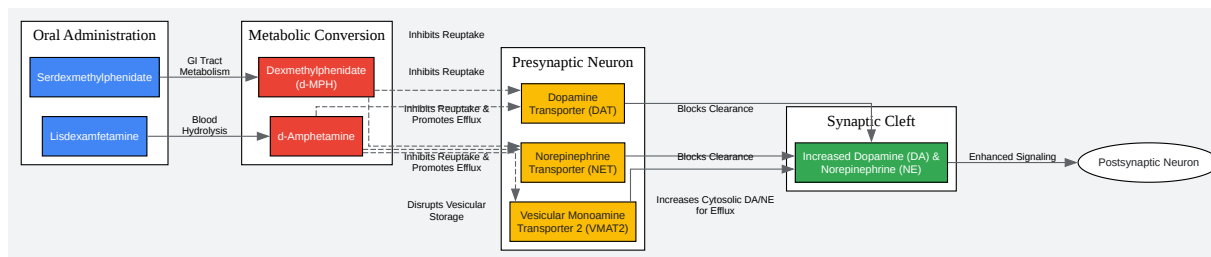 Oral Administration
Serdexmethylphenidate
Lisdexamfetamine
GI Tract
Metabolism
Blood
Hydrolysis
Metabolic Conversion
Dexmethylphenidate
(d-MPH)
d-Amphetamine
Inhibits Reuptake
Inhibits Reuptake
Inhibits Reuptake &
Promotes Efflux
Inhibits Reuptake &
Promotes Efflux
Disrupts Vesicular
Storage
Presynaptic Neuron
Dopamine
Transporter (DAT)
Norepinephrine
Transporter (NET)
Vesicular Monoamine
Transporter 2 (VMAT2)
Blocks Clearance
Blocks Clearance
Increases Cytosolic DA/NE
for Efflux
Synaptic Cleft
Increased Dopamine (DA) &
Norepinephrine (NE)
Enhanced Signaling
Postsynaptic Neuron